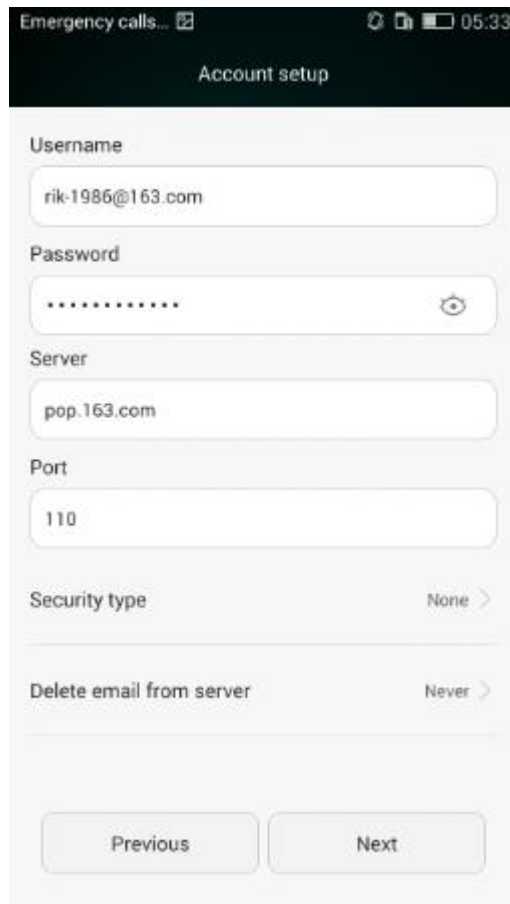 Emergency calls... 05:33
Account setup
Username
rik-1986@163.com
Password
••••••••••••
Server
pop.163.com
Port
110
Security type None
Delete email from server Never
Previous Next